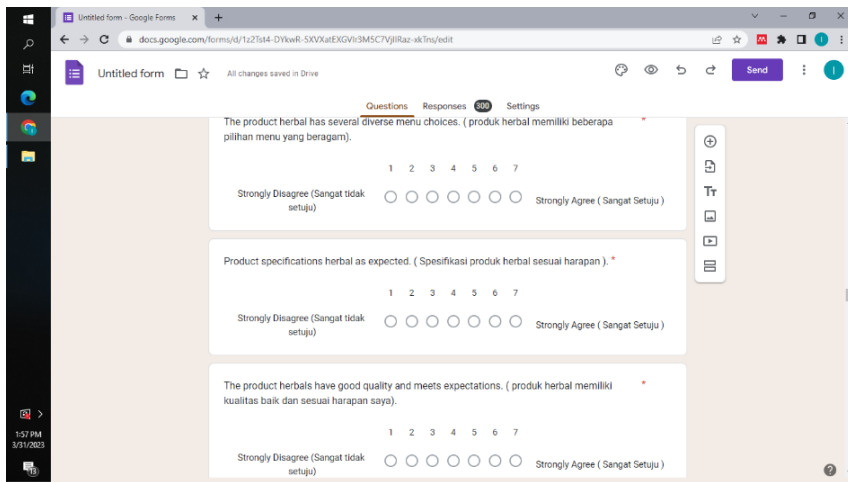 Untitled form - Google Forms
docs.google.com/forms/d/1z2Tst4-DYkwR-SXVXatEXGVIr3M5C7VjIlRaz-xkTns/edit
Untitled form All changes saved in Drive Send I
Questions Responses 300 Settings
The product herbal has several diverse menu choices. ( produk herbal memiliki beberapa *
pilihan menu yang beragam).
1 2 3 4 5 6 7
Strongly Disagree (Sangat tidak
setuju)
Strongly Agree ( Sangat Setuju )
Product specifications herbal as expected. ( Spesifikasi produk herbal sesuai harapan ). *
1 2 3 4 5 6 7
Strongly Disagree (Sangat tidak
setuju)
Strongly Agree ( Sangat Setuju )
The product herbals have good quality and meets expectations. ( produk herbal memiliki *
kualitas baik dan sesuai harapan saya).
1 2 3 4 5 6 7
Strongly Disagree (Sangat tidak
setuju)
Strongly Agree ( Sangat Setuju )
1:57 PM
3/31/2023